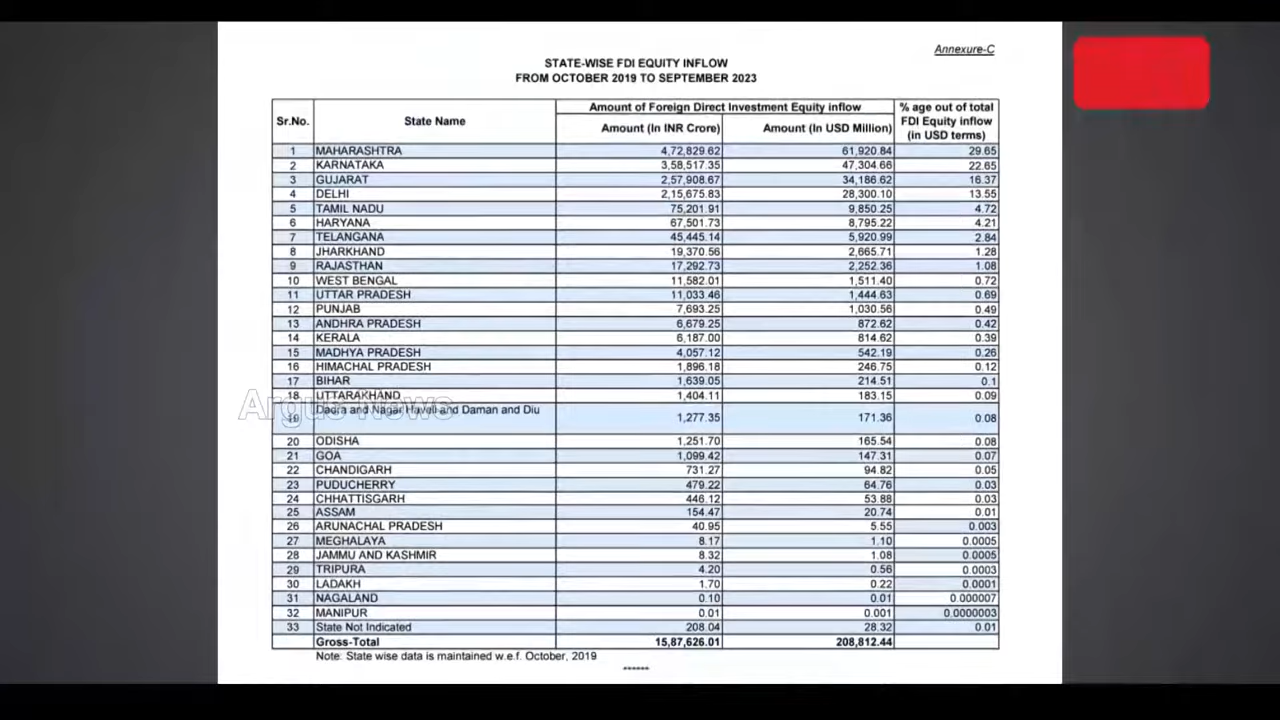 Annexure-C
STATE-WISE FDI EQUITY INFLOW
FROM OCTOBER 2019 TO SEPTEMBER 2023
Sr.No. State Name Amount of Foreign Direct Investment Equity inflow % age out of total FDI Equity inflow (in USD terms)
Amount (In INR Crore) Amount (In USD Million)
1 MAHARASHTRA 4,72,829.62 61,920.84 29.65
2 KARNATAKA 3,58,517.35 47,304.66 22.65
3 GUJARAT 2,57,908.67 34,186.62 16.37
4 DELHI 2,15,675.83 28,300.10 13.55
5 TAMIL NADU 75,201.91 9,850.25 4.72
6 HARYANA 67,501.73 8,795.22 4.21
7 TELANGANA 45,445.14 5,920.99 2.84
8 JHARKHAND 19,370.56 2,665.71 1.28
9 RAJASTHAN 17,292.73 2,252.36 1.08
10 WEST BENGAL 11,582.01 1,511.40 0.72
11 UTTAR PRADESH 11,033.46 1,444.63 0.69
12 PUNJAB 7,693.25 1,030.56 0.49
13 ANDHRA PRADESH 6,679.25 872.62 0.42
14 KERALA 6,187.00 814.62 0.39
15 MADHYA PRADESH 4,057.12 542.19 0.26
16 HIMACHAL PRADESH 1,896.18 246.75 0.12
17 BIHAR 1,639.05 214.51 0.1
18 UTTARAKHAND 1,404.11 183.15 0.09
Argus News
19 Dadra and Nagar Haveli and Daman and Diu 1,277.35 171.36 0.08
20 ODISHA 1,251.70 165.54 0.08
21 GOA 1,099.42 147.31 0.07
22 CHANDIGARH 731.27 94.82 0.05
23 PUDUCHERRY 479.22 64.76 0.03
24 CHHATTISGARH 446.12 53.88 0.03
25 ASSAM 154.47 20.74 0.01
26 ARUNACHAL PRADESH 40.95 5.55 0.003
27 MEGHALAYA 8.17 1.10 0.0005
28 JAMMU AND KASHMIR 8.32 1.08 0.0005
29 TRIPURA 4.20 0.56 0.0003
30 LADAKH 1.70 0.22 0.0001
31 NAGALAND 0.10 0.01 0.000007
32 MANIPUR 0.01 0.001 0.0000003
33 State Not Indicated 208.04 28.32 0.01
Gross-Total 15,87,626.01 208,812.44
Note: State wise data is maintained w.e.f. October, 2019